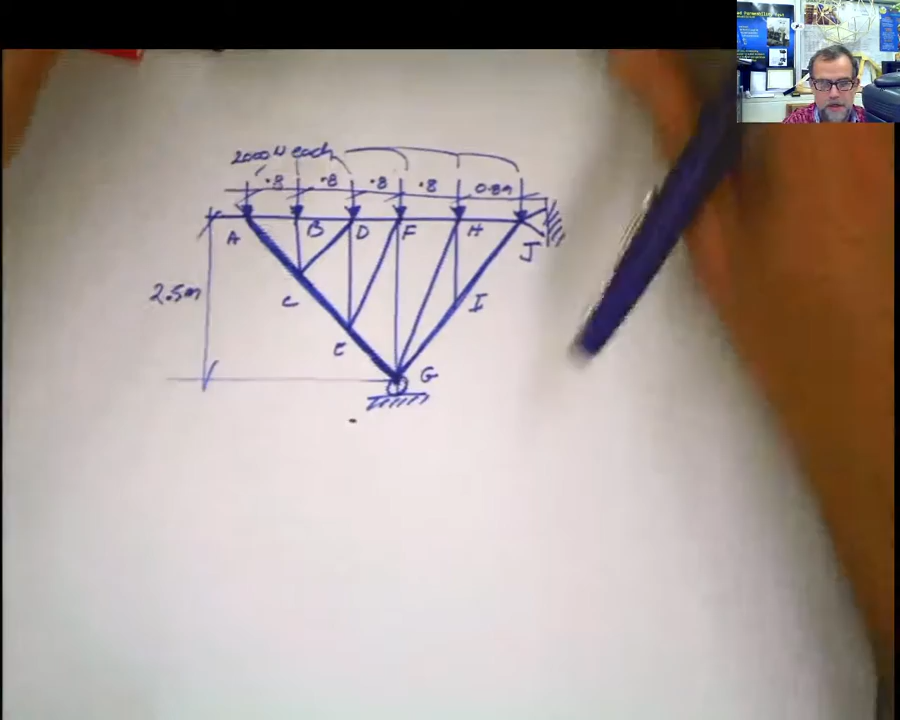 2000 N each
.8 .8 .8 .8 0.8m
A B D F H J
2.5m
C I
E
G